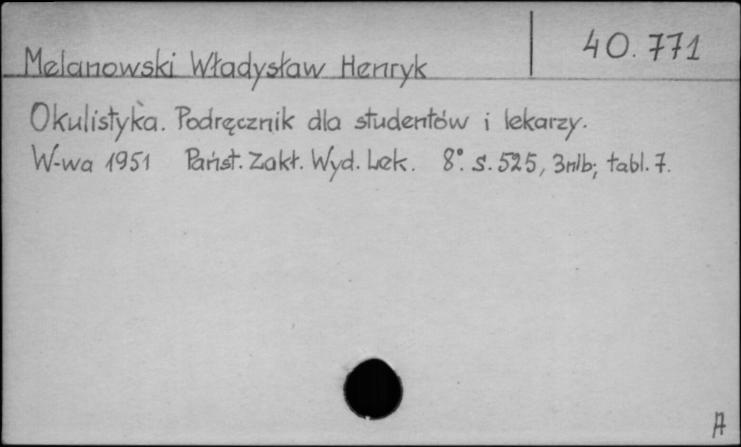 40.771
Melanowski Władysław Henryk
Okulistyka. Podręcznik dla studentów i lekarzy.
W-wa 1951 Państ. Zakł. Wyd. Lek. 8° s. 525, 3nlb; tabl. 7.
A